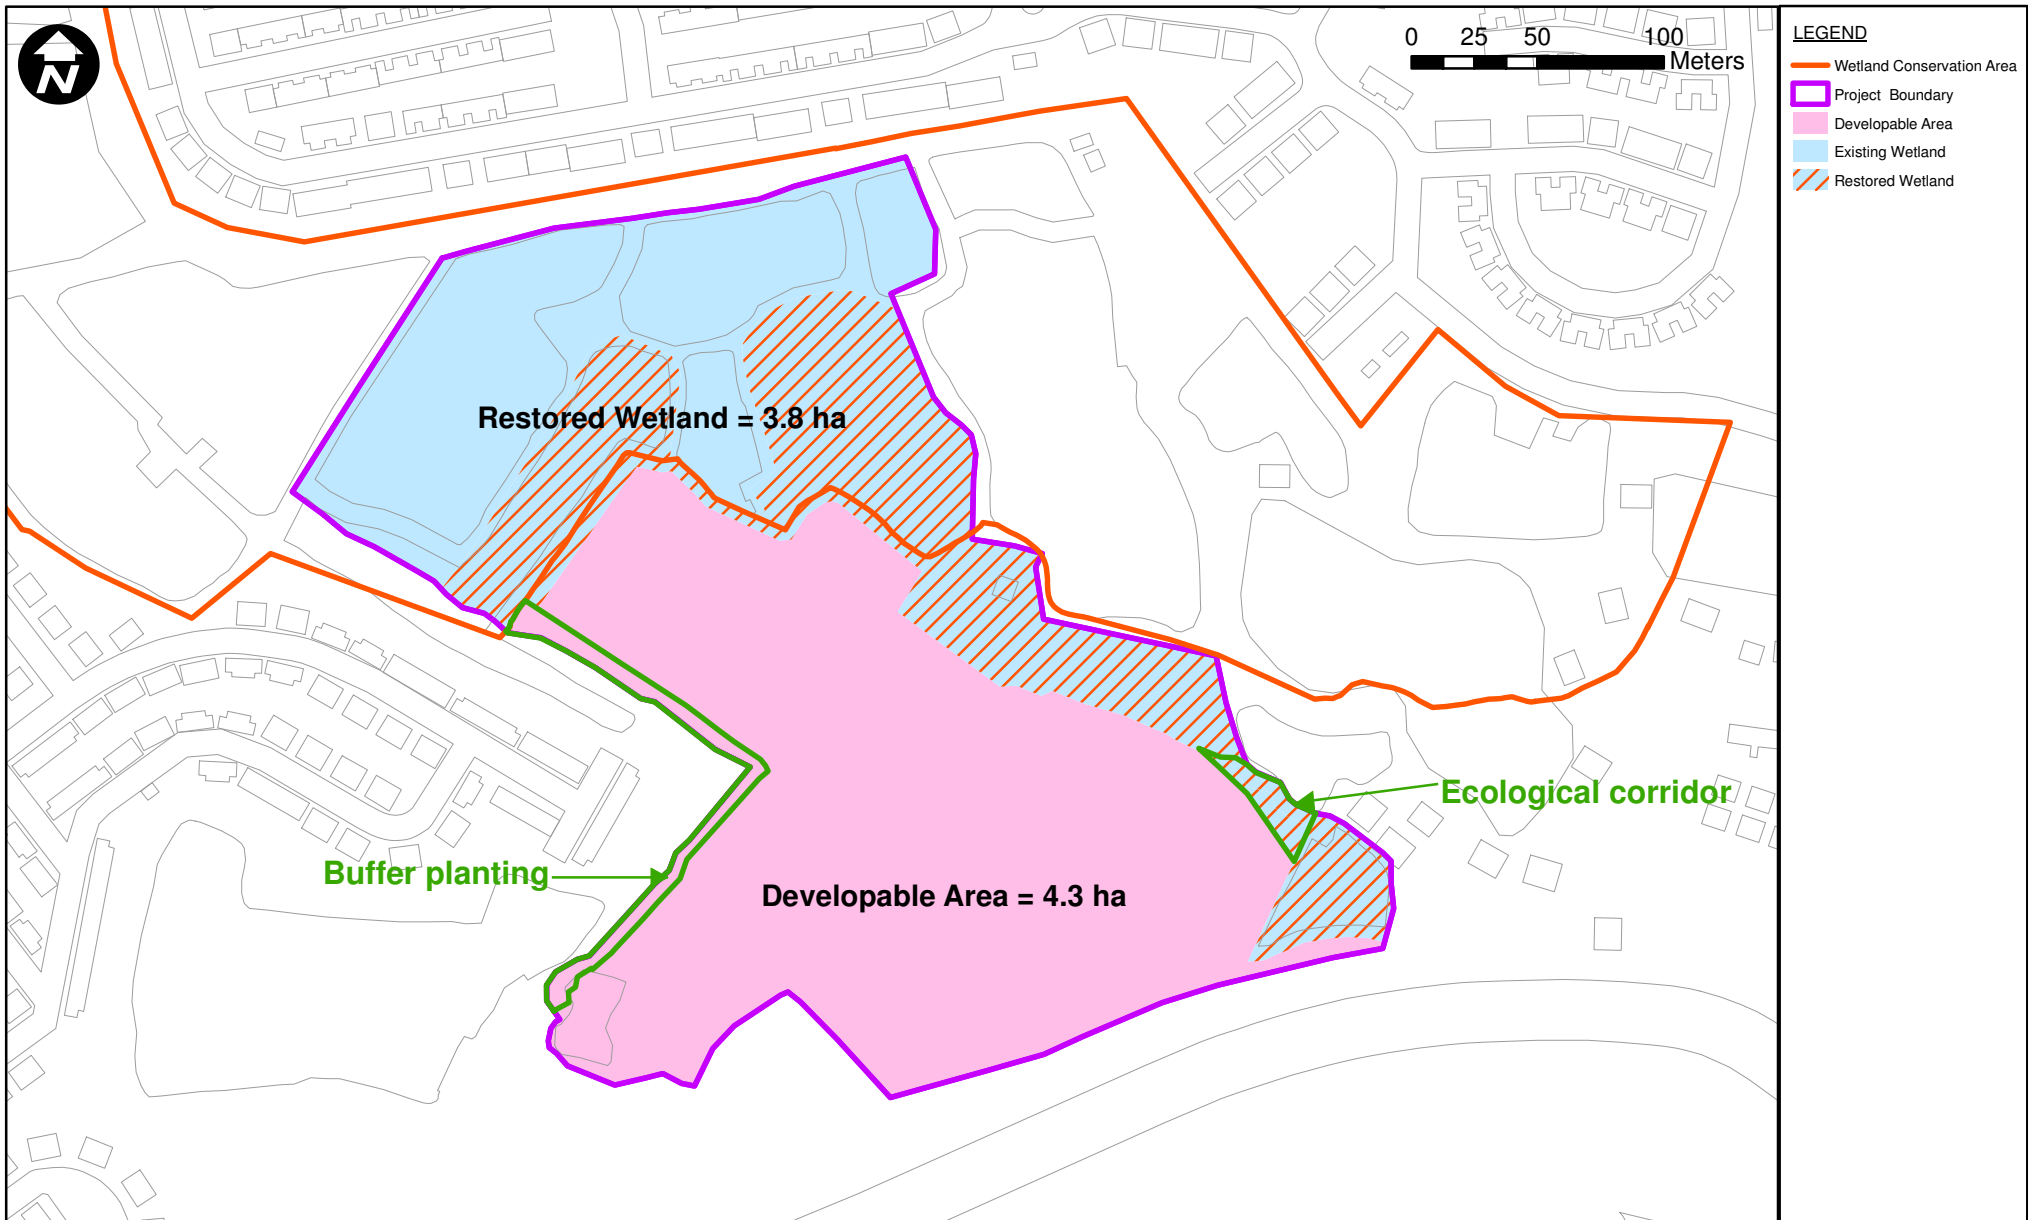 N
0 25 50 100
Meters
LEGEND
Wetland Conservation Area
Project Boundary
Developable Area
Existing Wetland
Restored Wetland
Restored Wetland = 3.8 ha
Ecological corridor
Buffer planting
Developable Area = 4.3 ha